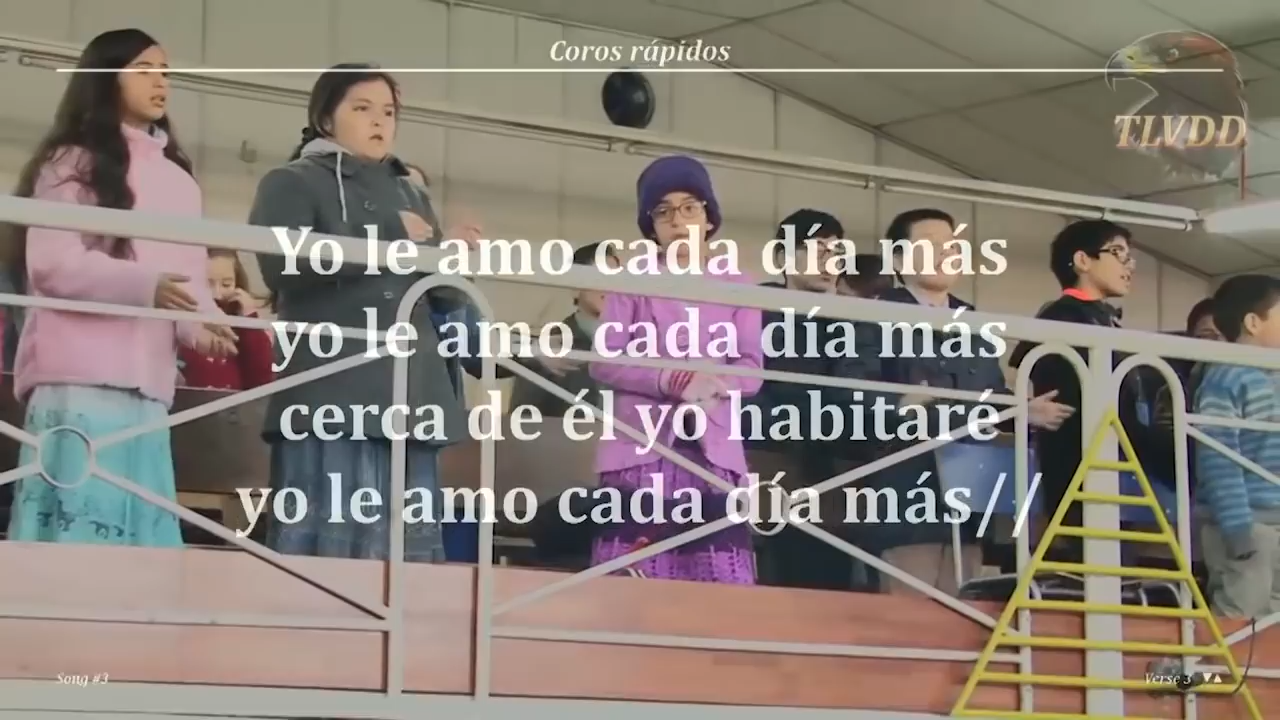 Coros rápidos
TLVDD
Yo le amo cada día más
yo le amo cada día más
cerca de él yo habitaré
yo le amo cada día más//
Song #3
Verse 3 ▼▲